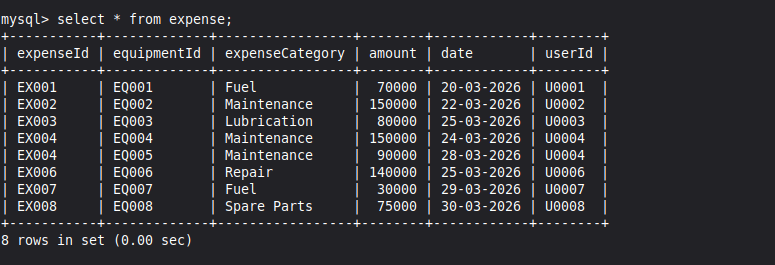 mysql> select * from expense;
+-----------+-------------+-----------------+--------+------------+--------+
| expenseId | equipmentId | expenseCategory | amount | date       | userId |
+-----------+-------------+-----------------+--------+------------+--------+
| EX001     | EQ001       | Fuel            |  70000 | 20-03-2026 | U0001  |
| EX002     | EQ002       | Maintenance     | 150000 | 22-03-2026 | U0002  |
| EX003     | EQ003       | Lubrication     |  80000 | 25-03-2026 | U0003  |
| EX004     | EQ004       | Maintenance     | 150000 | 24-03-2026 | U0004  |
| EX004     | EQ005       | Maintenance     |  90000 | 28-03-2026 | U0004  |
| EX006     | EQ006       | Repair          | 140000 | 25-03-2026 | U0006  |
| EX007     | EQ007       | Fuel            |  30000 | 29-03-2026 | U0007  |
| EX008     | EQ008       | Spare Parts     |  75000 | 30-03-2026 | U0008  |
+-----------+-------------+-----------------+--------+------------+--------+
8 rows in set (0.00 sec)